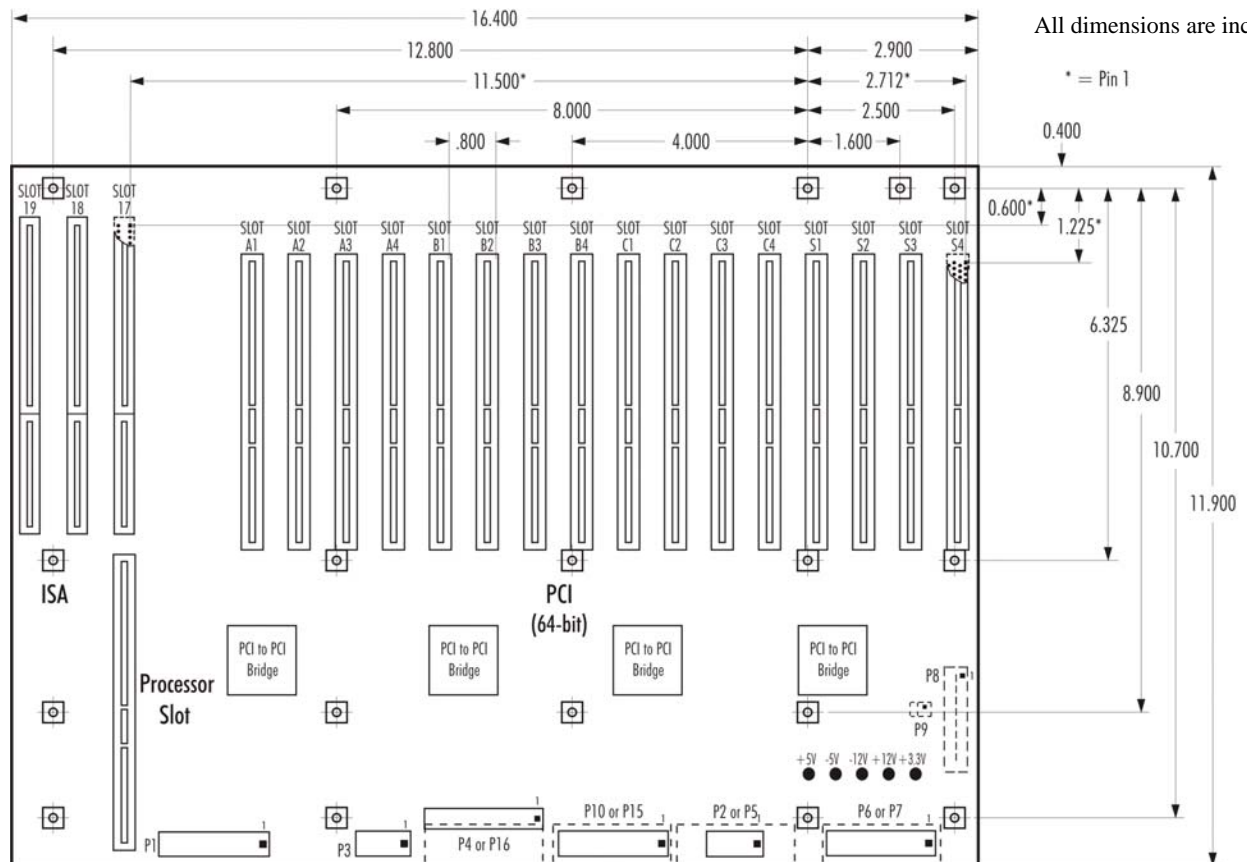 16.400
All dimensions are inc
12.800
2.900
11.500*
2.712*
* = Pin 1
8.000
2.500
.800
4.000
1.600
0.400
SLOT 19
SLOT 18
SLOT 17
0.600*
1.225*
SLOT A1
SLOT A2
SLOT A3
SLOT A4
SLOT B1
SLOT B2
SLOT B3
SLOT B4
SLOT C1
SLOT C2
SLOT C3
SLOT C4
SLOT S1
SLOT S2
SLOT S3
SLOT S4
6.325
8.900
10.700
11.900
ISA
PCI
(64-bit)
PCI to PCI
Bridge
PCI to PCI
Bridge
PCI to PCI
Bridge
PCI to PCI
Bridge
Processor
Slot
P8
1
P9
+5V -5V -12V +12V +3.3V
P1
1
P3
1
1
P4 or P16
P10 or P15
1
P2 or P5
1
P6 or P7
1